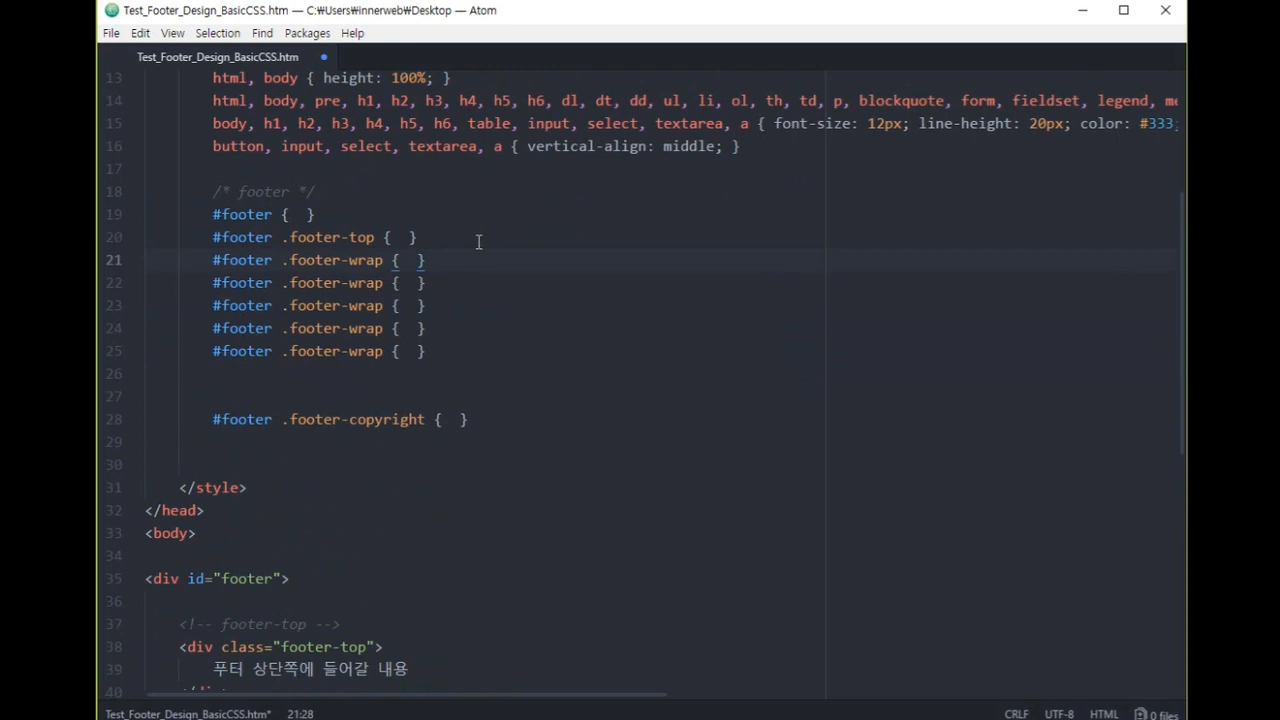 Test_Footer_Design_BasicCSS.htm — C:₩Users₩innerweb₩Desktop — Atom
File Edit View Selection Find Packages Help
Test_Footer_Design_BasicCSS.htm
13 html, body { height: 100%; }
14 html, body, pre, h1, h2, h3, h4, h5, h6, dl, dt, dd, ul, li, ol, th, td, p, blockquote, form, fieldset, legend, me
15 body, h1, h2, h3, h4, h5, h6, table, input, select, textarea, a { font-size: 12px; line-height: 20px; color: #333;
16 button, input, select, textarea, a { vertical-align: middle; }
17
18 /* footer */
19 #footer {  }
20 #footer .footer-top {  }
21 #footer .footer-wrap {  }
22 #footer .footer-wrap {  }
23 #footer .footer-wrap {  }
24 #footer .footer-wrap {  }
25 #footer .footer-wrap {  }
26
27
28 #footer .footer-copyright {  }
29
30
31 </style>
32 </head>
33 <body>
34
35 <div id="footer">
36
37 <!-- footer-top -->
38 <div class="footer-top">
39 푸터 상단쪽에 들어갈 내용
40 </div>
Test_Footer_Design_BasicCSS.htm* 21:28 CRLF UTF-8 HTML 0 files